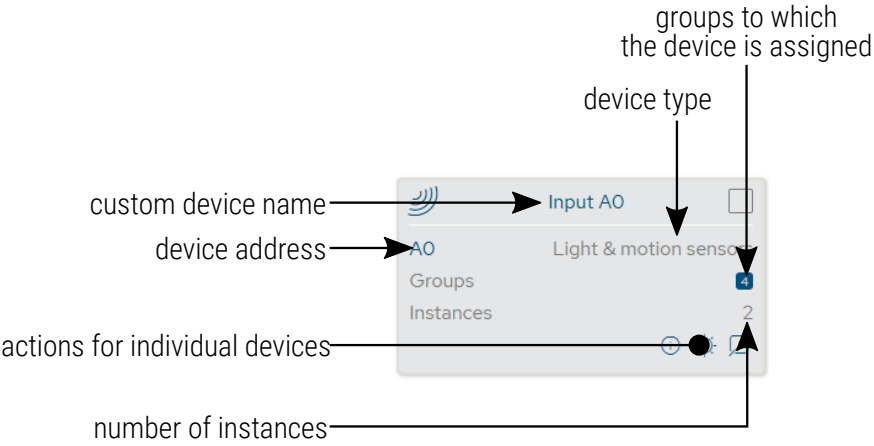 groups to which
the device is assigned
device type
custom device name
Input A0
device address
A0
Light & motion sensors
Groups
4
Instances
2
actions for individual devices
number of instances